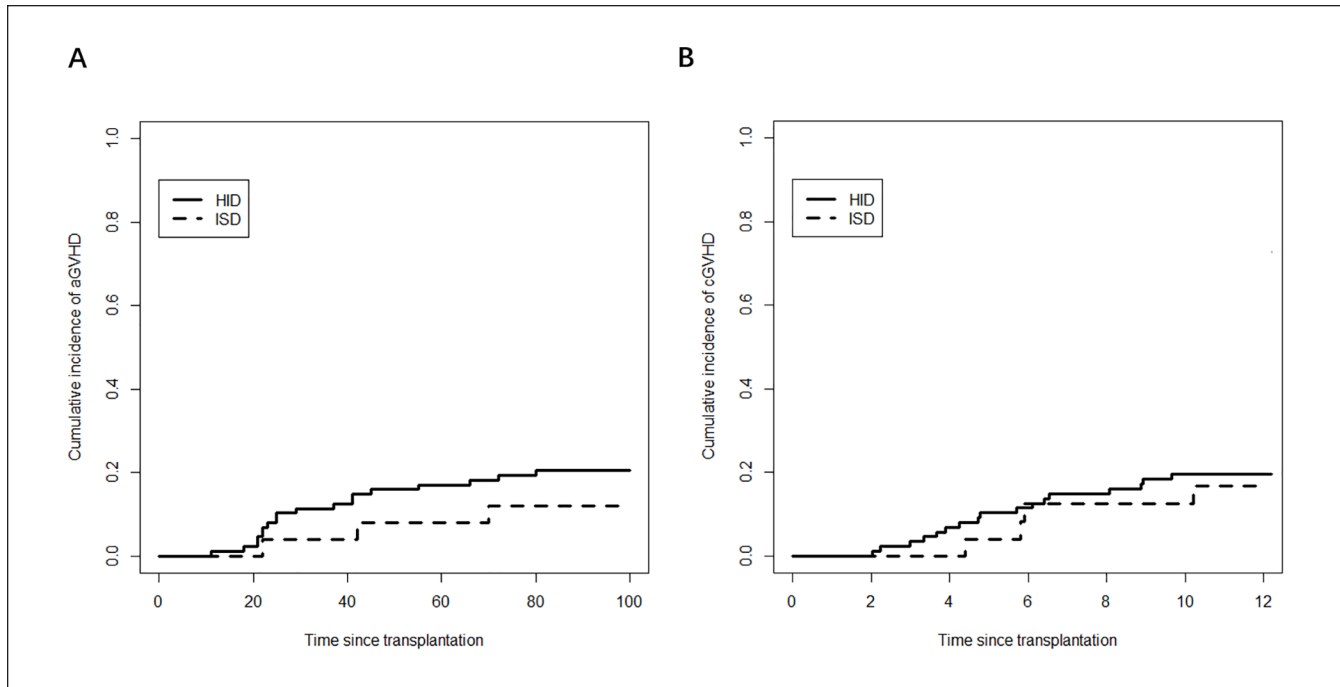 A
Cumulative incidence of aGVHD
1.0
0.8
0.6
0.4
0.2
0.0
HID
ISD
0 20 40 60 80 100
Time since transplantation
B
Cumulative incidence of cGVHD
1.0
0.8
0.6
0.4
0.2
0.0
HID
ISD
0 2 4 6 8 10 12
Time since transplantation